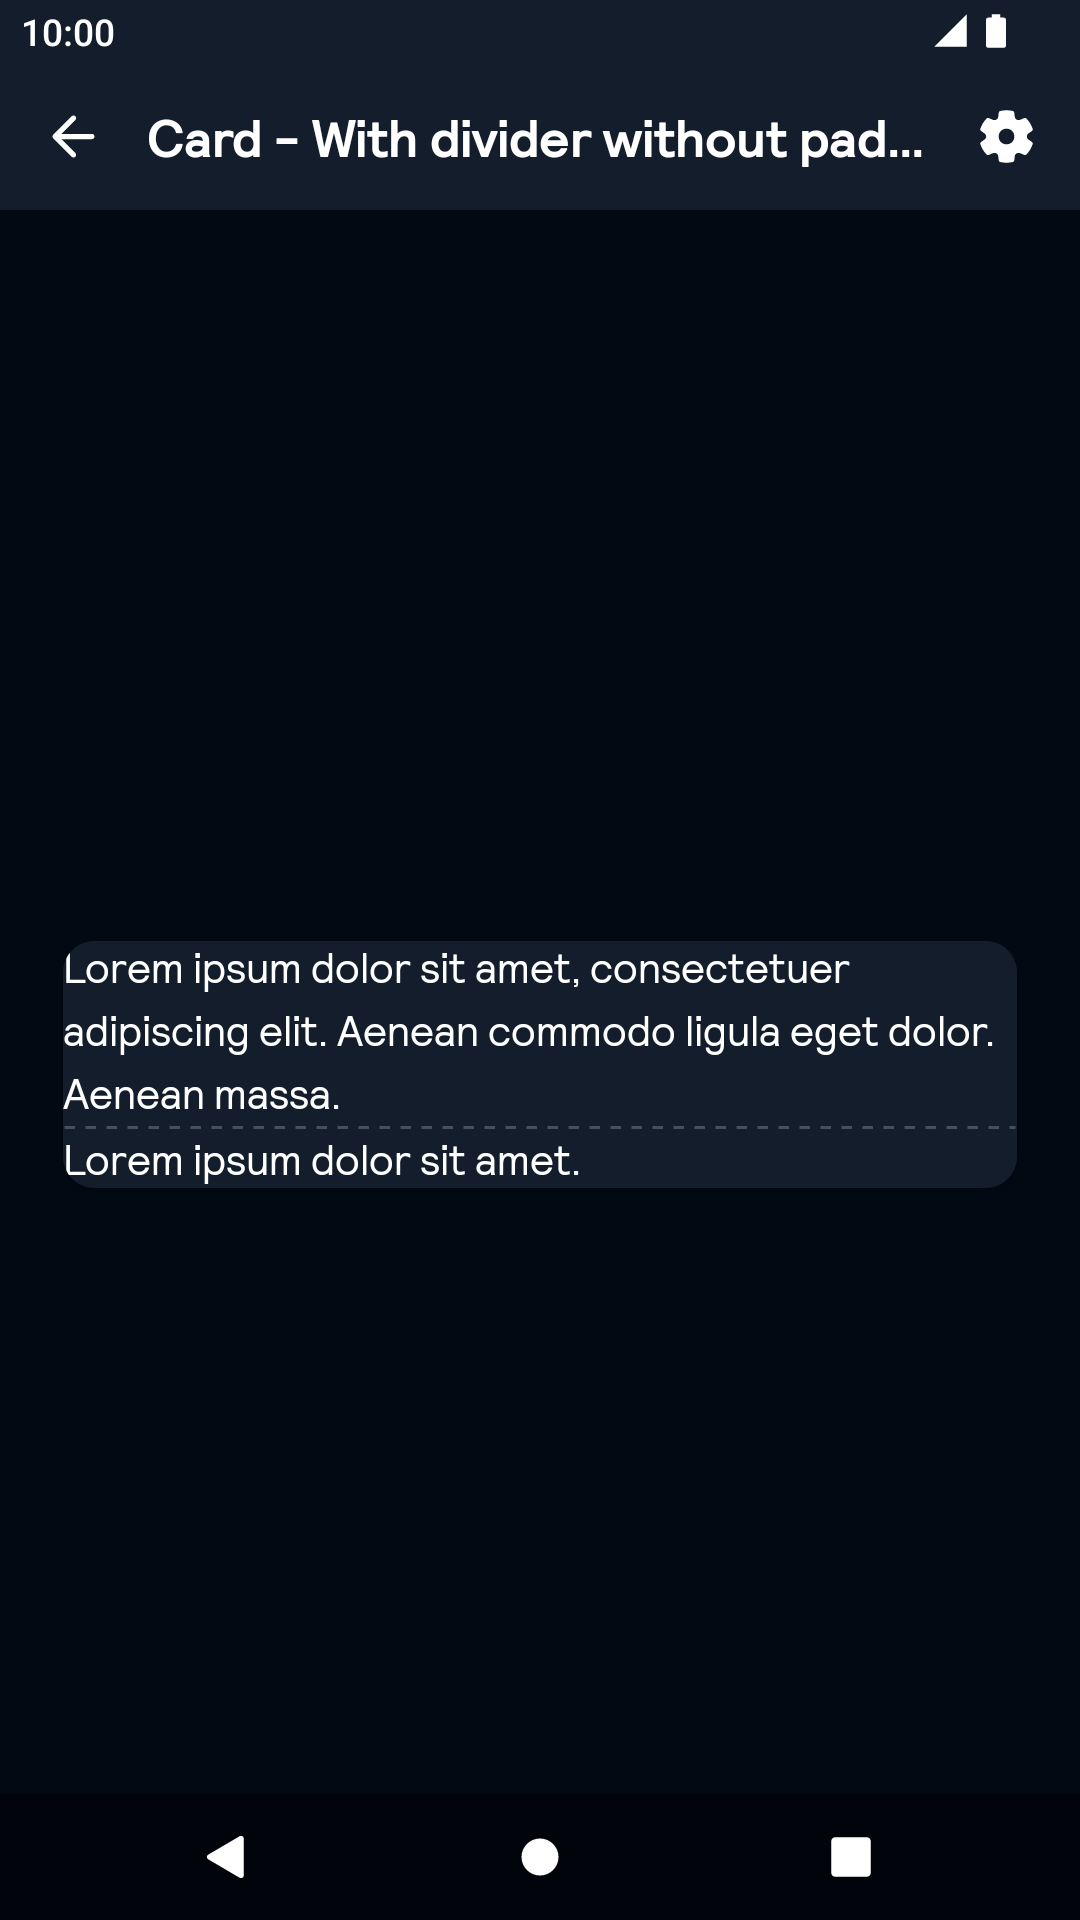 10:00
Card - With divider without pad...
Lorem ipsum dolor sit amet, consectetuer
adipiscing elit. Aenean commodo ligula eget dolor.
Aenean massa.
Lorem ipsum dolor sit amet.